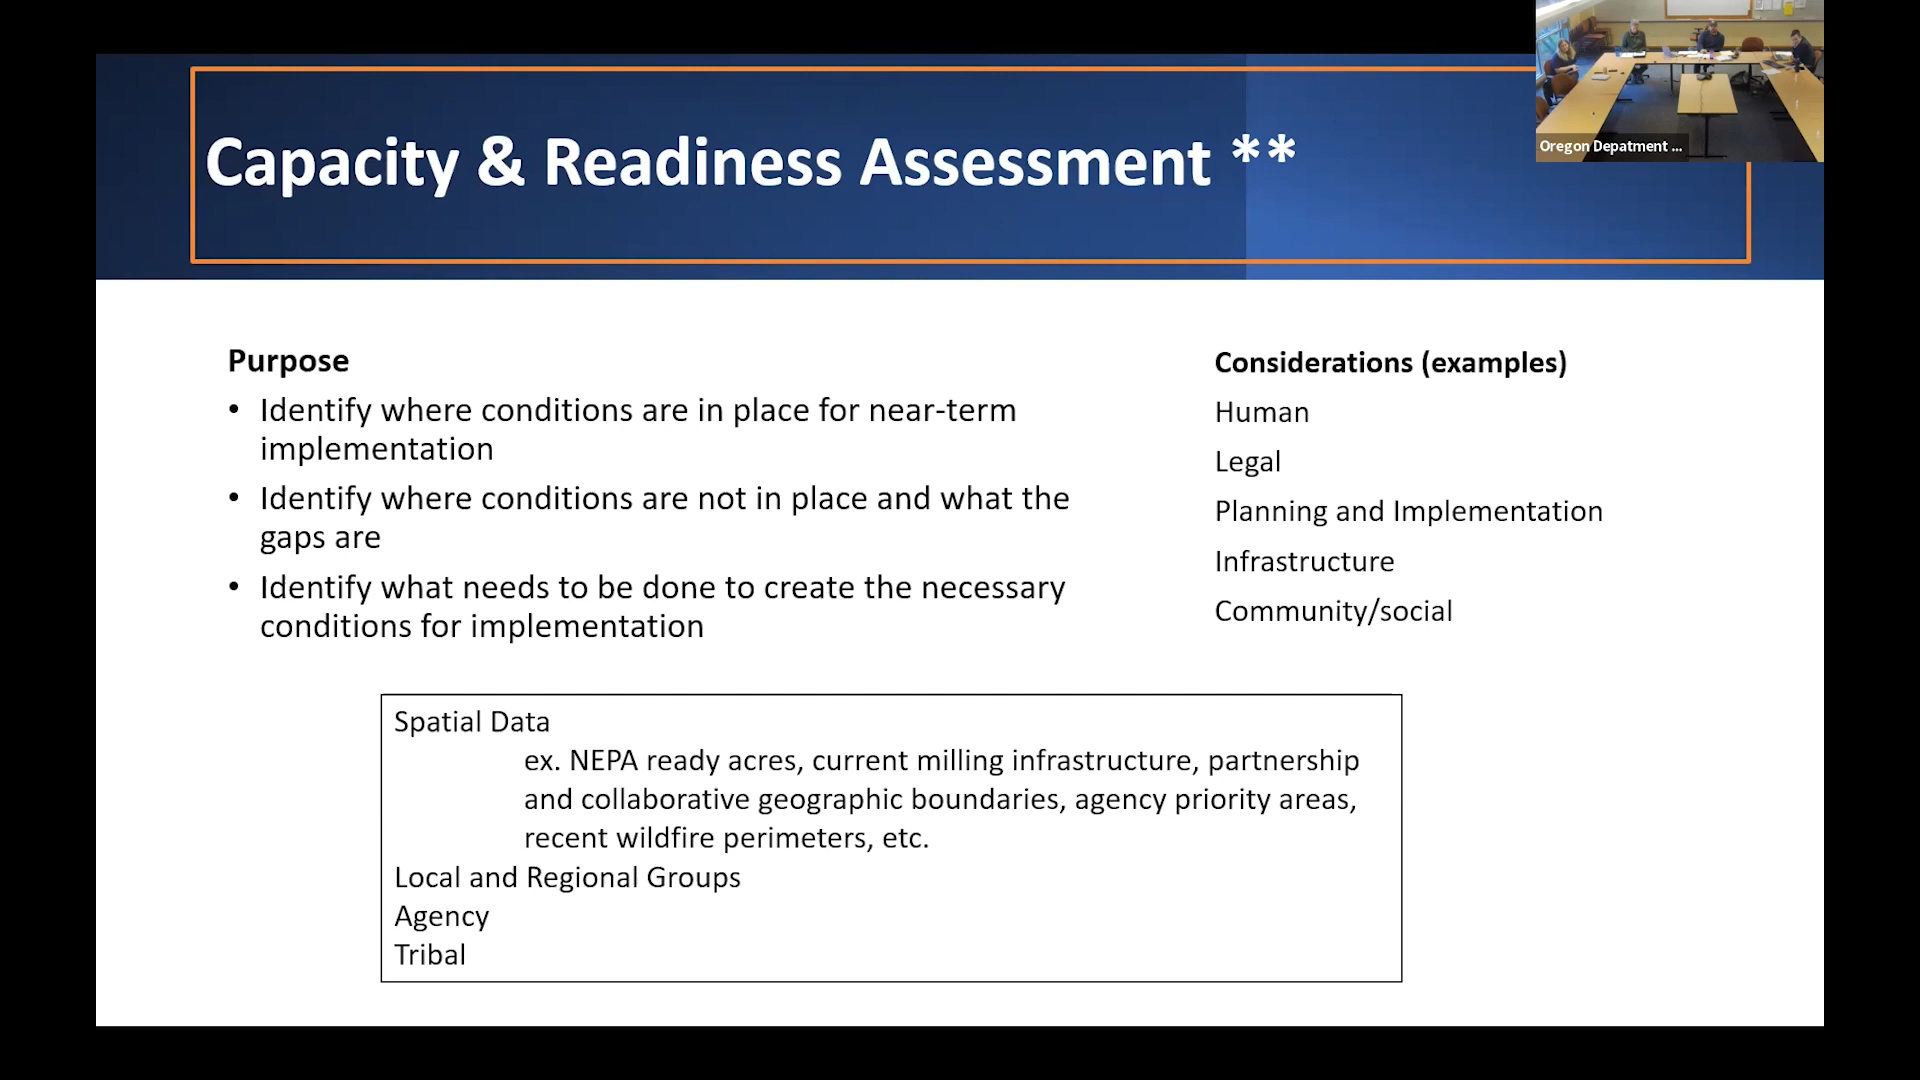 Capacity & Readiness Assessment **
Oregon Depatment ...
Purpose
• Identify where conditions are in place for near-term
implementation
• Identify where conditions are not in place and what the
gaps are
• Identify what needs to be done to create the necessary
conditions for implementation
Considerations (examples)
Human
Legal
Planning and Implementation
Infrastructure
Community/social
Spatial Data
ex. NEPA ready acres, current milling infrastructure, partnership
and collaborative geographic boundaries, agency priority areas,
recent wildfire perimeters, etc.
Local and Regional Groups
Agency
Tribal